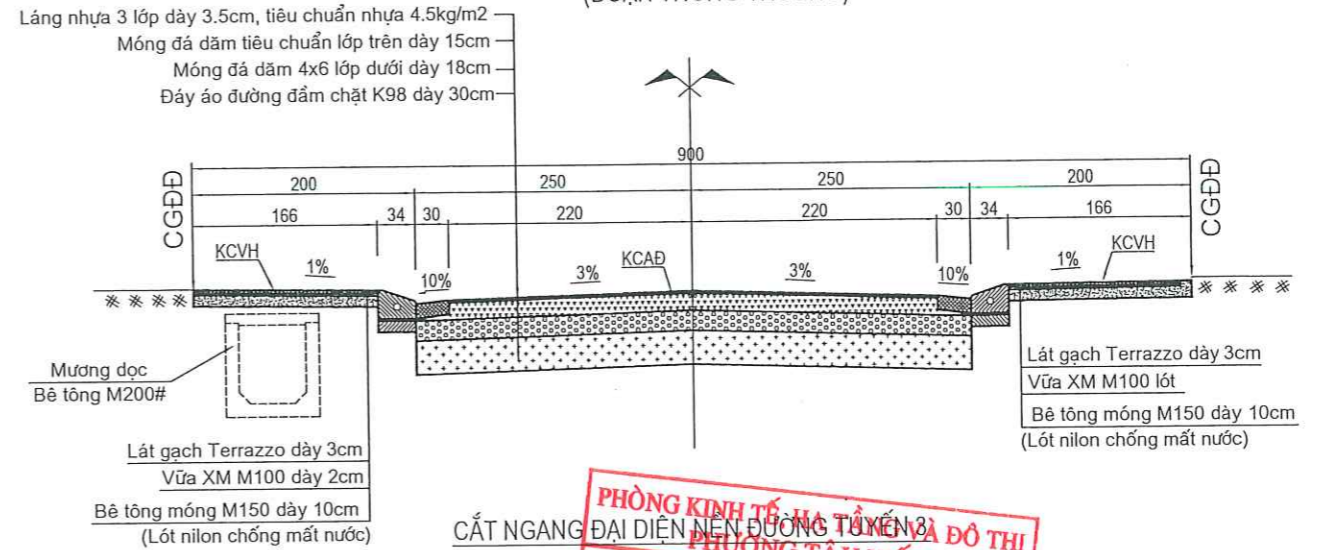 Láng nhựa 3 lớp dày 3.5cm, tiêu chuẩn nhựa 4.5kg/m2
Móng đá dăm tiêu chuẩn lớp trên dày 15cm
Móng đá dăm 4x6 lớp dưới dày 18cm
Đáy áo đường đầm chặt K98 dày 30cm
900
200 250 250 200
166 34 30 220 220 30 34 166
CGĐĐ
CGĐĐ
KCVH 1% 10% 3% KCAĐ 3% 10% 1% KCVH
Mương dọc
Bê tông M200#
Lát gạch Terrazzo dày 3cm
Vữa XM M100 dày 2cm
Bê tông móng M150 dày 10cm
(Lót nilon chống mất nước)
Lát gạch Terrazzo dày 3cm
Vữa XM M100 lót
Bê tông móng M150 dày 10cm
(Lót nilon chống mất nước)
CẮT NGANG ĐẠI DIỆN NỀN ĐƯỜNG TUYẾN 3
PHÒNG KINH TẾ, HẠ TẦNG VÀ ĐÔ THỊ
PHƯỜNG